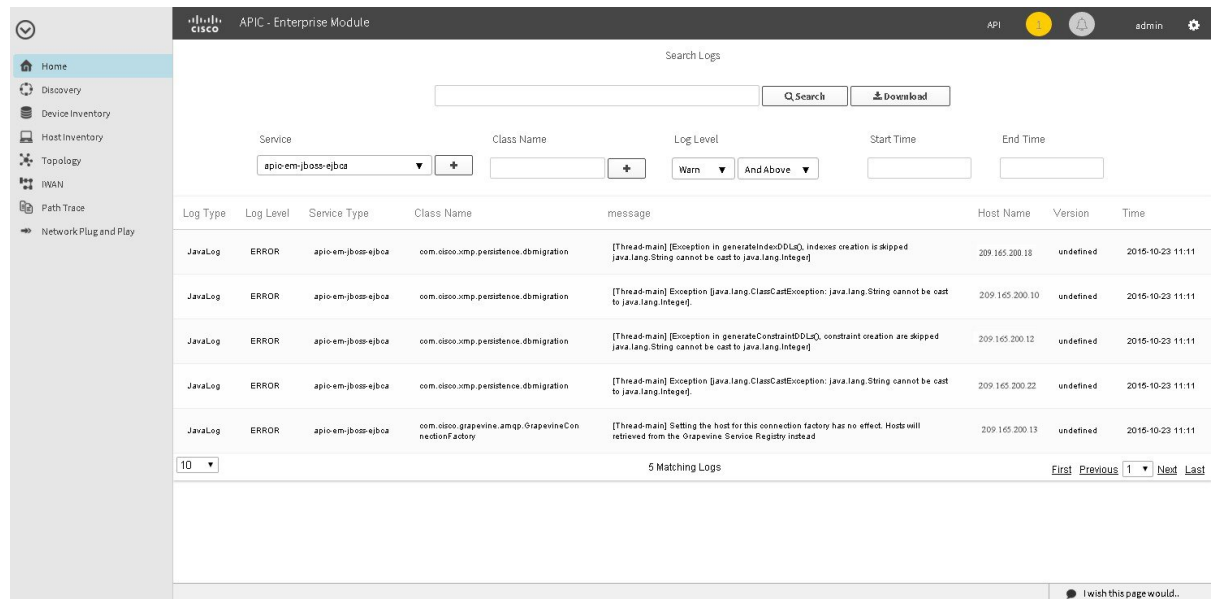 CISCO APIC - Enterprise Module API 1 admin
Home
Discovery
Device Inventory
Host Inventory
Topology
IWAN
Path Trace
Network Plug and Play
Search Logs
Search Download
Service Class Name Log Level Start Time End Time
apic-em-jboss-ejbca + + Warn And Above
Log Type Log Level Service Type Class Name message Host Name Version Time
JavaLog ERROR apic-em-jboss-ejbca com.cisco.xmp.persistence.dbmigration [Thread-main] [Exception in generateIndexDDLs(), indexes creation is skipped 209.165.200.18 undefined 2015-10-23 11:11
java.lang.String cannot be cast to java.lang.Integer]
JavaLog ERROR apic-em-jboss-ejbca com.cisco.xmp.persistence.dbmigration [Thread-main] Exception [java.lang.ClassCastException: java.lang.String cannot be cast 209.165.200.10 undefined 2015-10-23 11:11
to java.lang.Integer].
JavaLog ERROR apic-em-jboss-ejbca com.cisco.xmp.persistence.dbmigration [Thread-main] [Exception in generateConstraintDDLs(), constraint creation are skipped 209.165.200.12 undefined 2015-10-23 11:11
java.lang.String cannot be cast to java.lang.Integer]
JavaLog ERROR apic-em-jboss-ejbca com.cisco.xmp.persistence.dbmigration [Thread-main] Exception [java.lang.ClassCastException: java.lang.String cannot be cast 209.165.200.22 undefined 2015-10-23 11:11
to java.lang.Integer].
JavaLog ERROR apic-em-jboss-ejbca com.cisco.grapevine.amqp.GrapevineCon [Thread-main] Setting the host for this connection factory has no effect. Hosts will 209.165.200.13 undefined 2015-10-23 11:11
nectionFactory retrieved from the Grapevine Service Registry instead
10 5 Matching Logs First Previous 1 Next Last
I wish this page would..